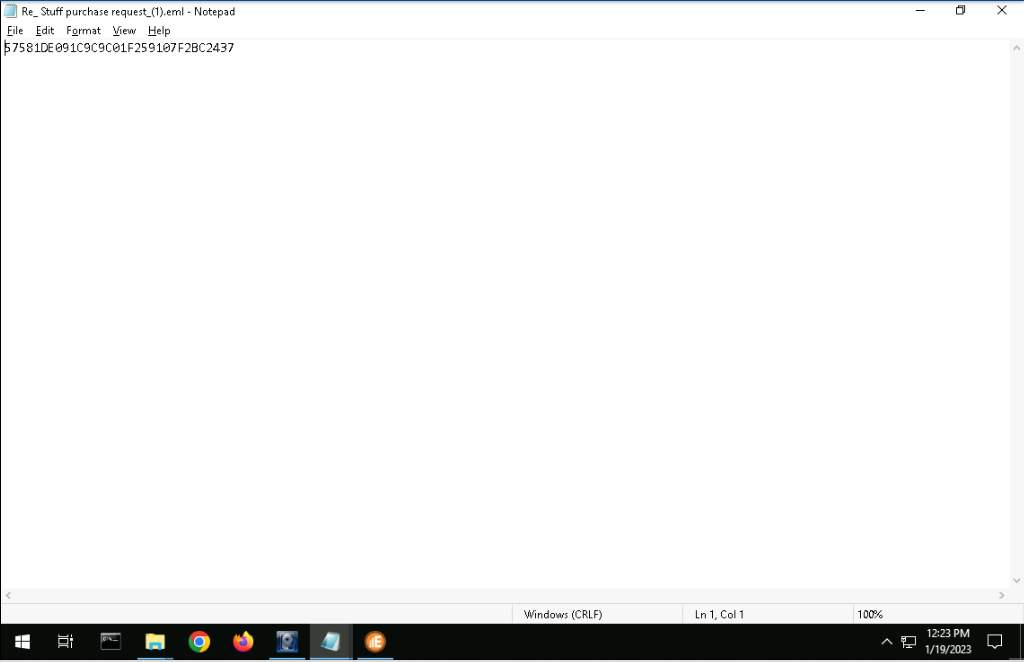 Re_ Stuff purchase request_(1).eml - Notepad
File Edit Format View Help
57581DE091C9C9C01F259107F2BC2437
Windows (CRLF) Ln 1, Col 1 100%
12:23 PM
1/19/2023